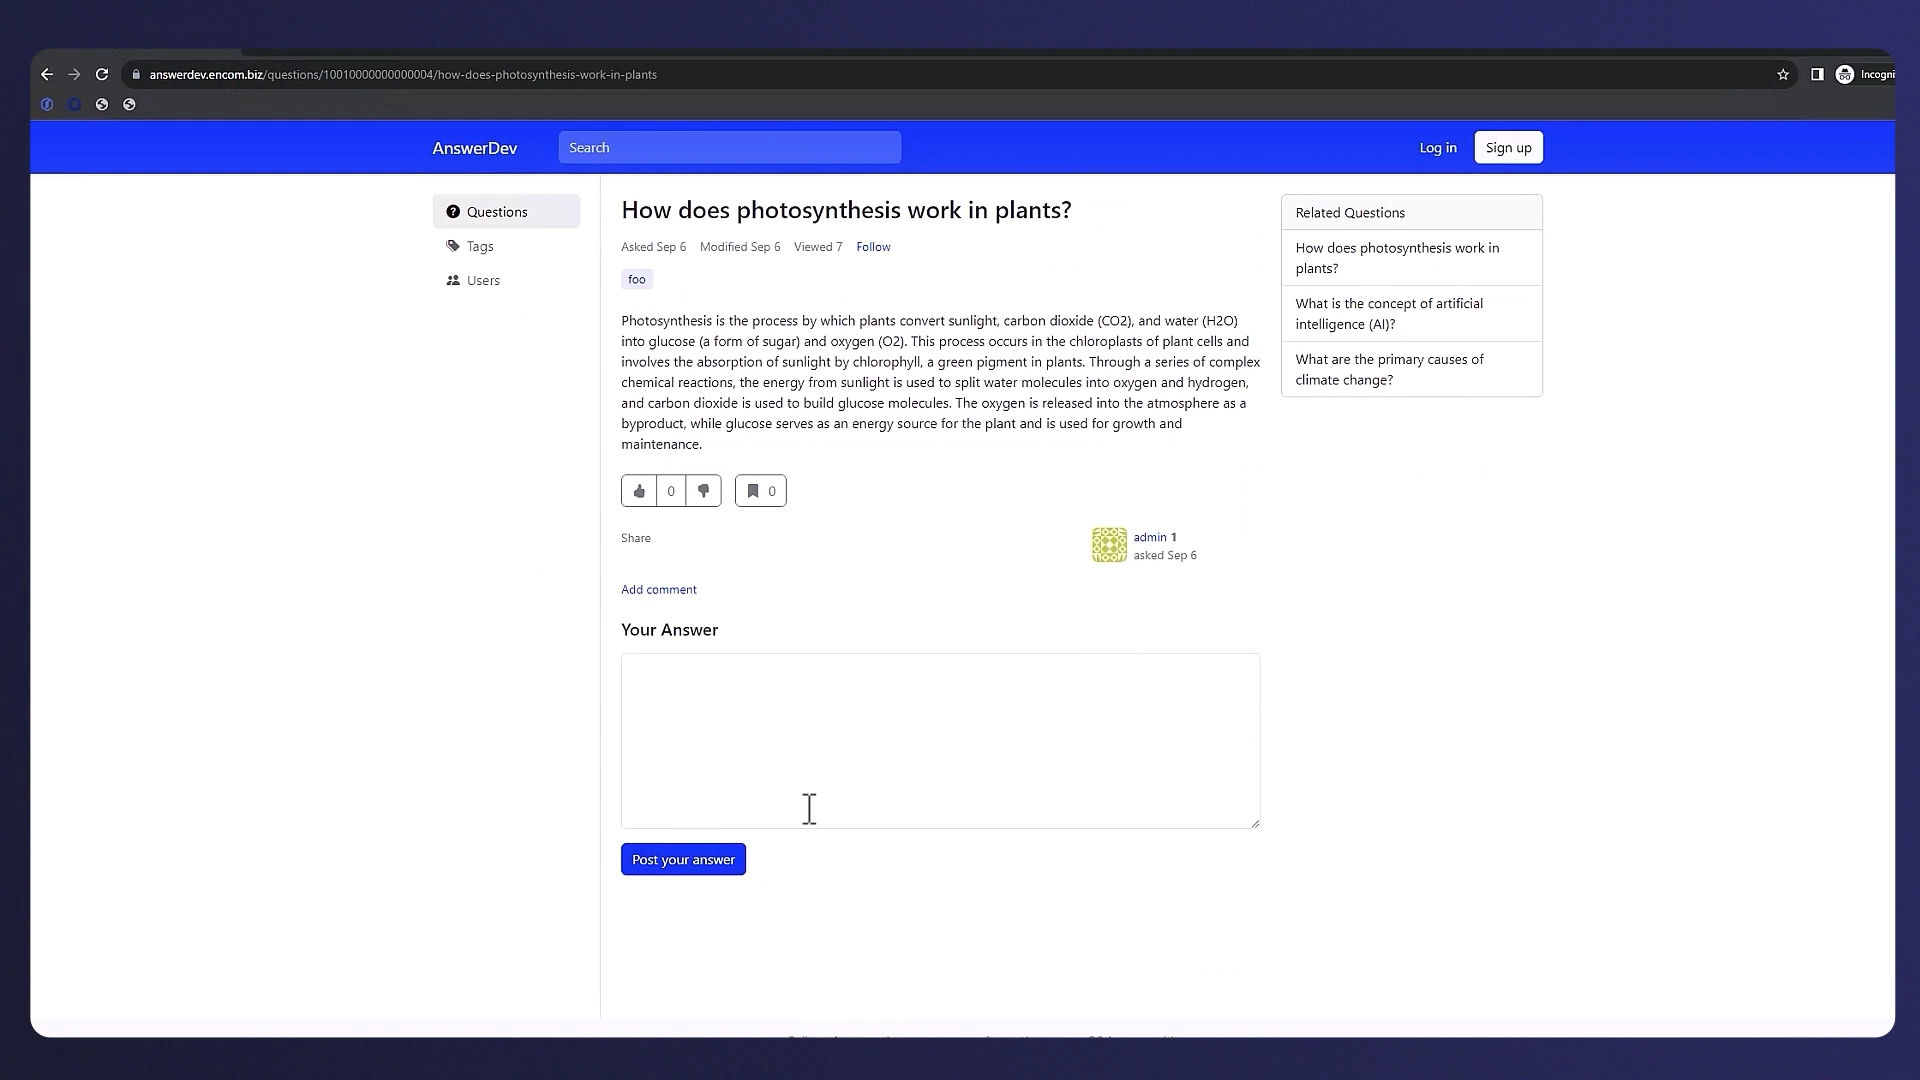 answerdev.encom.biz/questions/10010000000000004/how-does-photosynthesis-work-in-plants
AnswerDev
Search
Log in
Sign up
Questions
Tags
Users
How does photosynthesis work in plants?
Asked Sep 6 Modified Sep 6 Viewed 7 Follow
foo
Photosynthesis is the process by which plants convert sunlight, carbon dioxide (CO2), and water (H2O)
into glucose (a form of sugar) and oxygen (O2). This process occurs in the chloroplasts of plant cells and
involves the absorption of sunlight by chlorophyll, a green pigment in plants. Through a series of complex
chemical reactions, the energy from sunlight is used to split water molecules into oxygen and hydrogen,
and carbon dioxide is used to build glucose molecules. The oxygen is released into the atmosphere as a
byproduct, while glucose serves as an energy source for the plant and is used for growth and
maintenance.
0
0
Share
admin 1
asked Sep 6
Add comment
Your Answer
Post your answer
Related Questions
How does photosynthesis work in
plants?
What is the concept of artificial
intelligence (AI)?
What are the primary causes of
climate change?